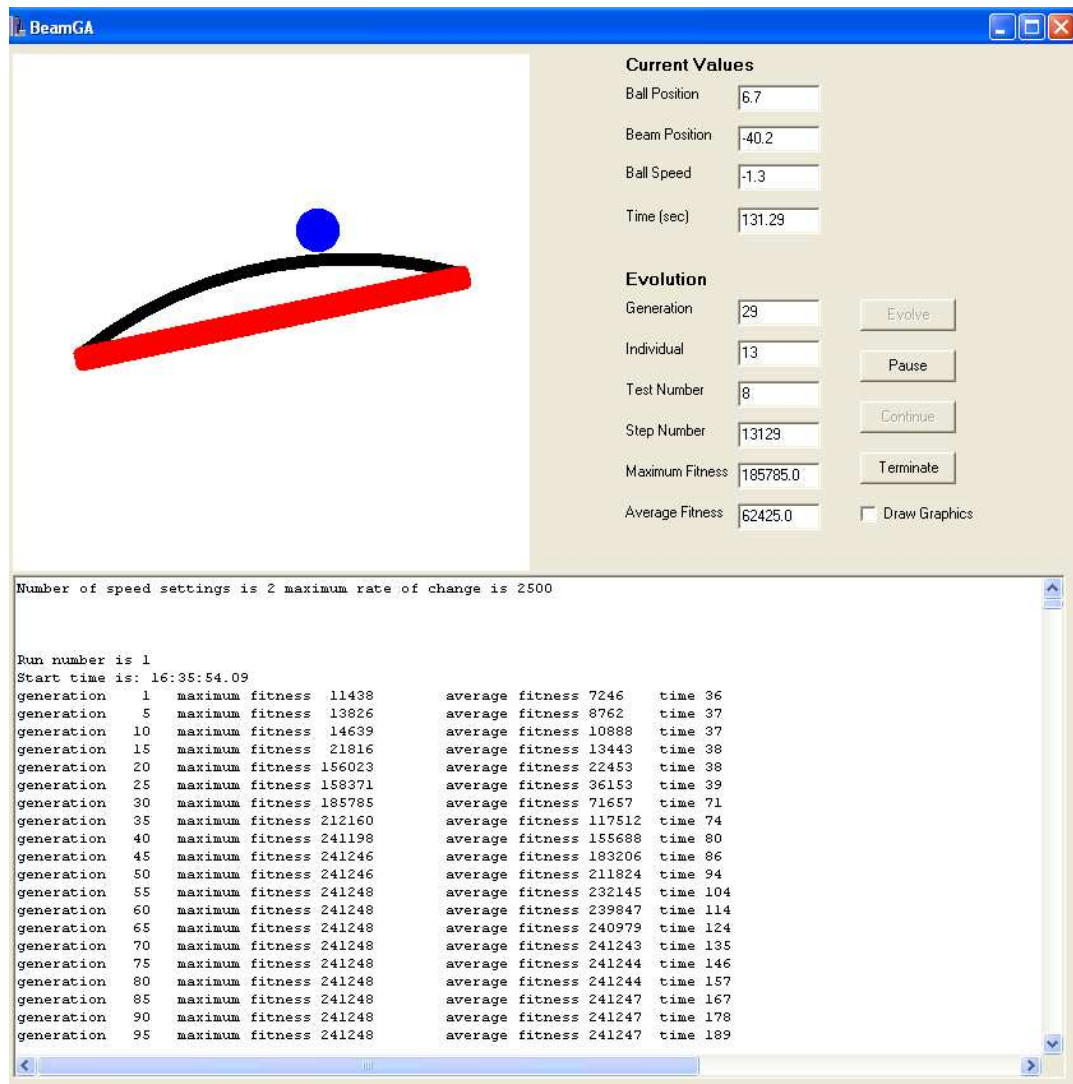 BeamGA
Current Values
Ball Position 6.7
Beam Position -40.2
Ball Speed -1.3
Time (sec) 131.29
Evolution
Generation 29 Evolve
Individual 13
Pause
Test Number 8
Continue
Step Number 13129
Maximum Fitness 185785.0 Terminate
Average Fitness 62425.0 Draw Graphics
Number of speed settings is 2 maximum rate of change is 2500
Run number is 1
Start time is: 16:35:54.09
generation 1 maximum fitness 11438 average fitness 7246 time 36
generation 5 maximum fitness 13826 average fitness 8762 time 37
generation 10 maximum fitness 14639 average fitness 10888 time 37
generation 15 maximum fitness 21816 average fitness 13443 time 38
generation 20 maximum fitness 156023 average fitness 22453 time 38
generation 25 maximum fitness 158371 average fitness 36153 time 39
generation 30 maximum fitness 185785 average fitness 71657 time 71
generation 35 maximum fitness 212160 average fitness 117512 time 74
generation 40 maximum fitness 241198 average fitness 155688 time 80
generation 45 maximum fitness 241246 average fitness 183206 time 86
generation 50 maximum fitness 241246 average fitness 211824 time 94
generation 55 maximum fitness 241248 average fitness 232145 time 104
generation 60 maximum fitness 241248 average fitness 239847 time 114
generation 65 maximum fitness 241248 average fitness 240979 time 124
generation 70 maximum fitness 241248 average fitness 241243 time 135
generation 75 maximum fitness 241248 average fitness 241244 time 146
generation 80 maximum fitness 241248 average fitness 241244 time 157
generation 85 maximum fitness 241248 average fitness 241247 time 167
generation 90 maximum fitness 241248 average fitness 241247 time 178
generation 95 maximum fitness 241248 average fitness 241247 time 189